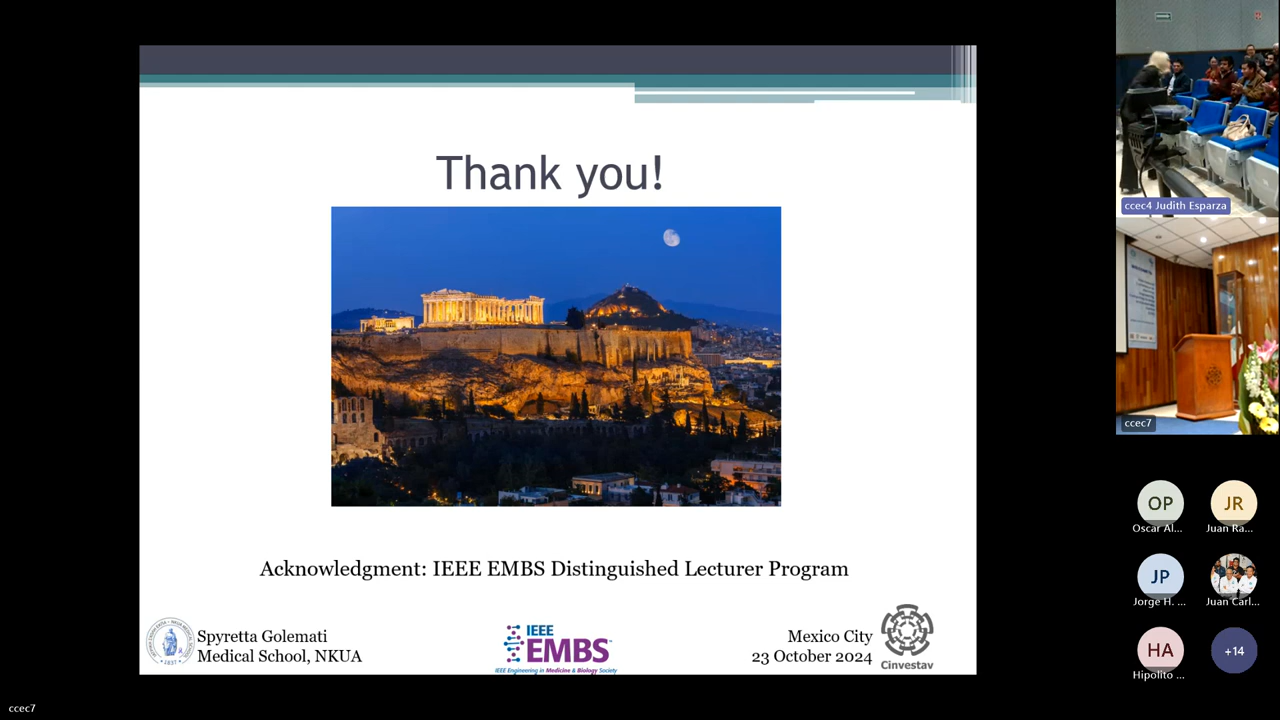 Thank you!
Acknowledgment: IEEE EMBS Distinguished Lecturer Program
Spyretta Golemati
Medical School, NKUA
IEEE
EMBS
IEEE Engineering in Medicine & Biology Society
Mexico City
23 October 2024
Cinvestav
1837
ccec4 Judith Esparza
ccec7
OP
Oscar Al...
JR
Juan Ra...
JP
Jorge H. ...
Juan Carl...
HA
Hipolito ...
+14
ccec7